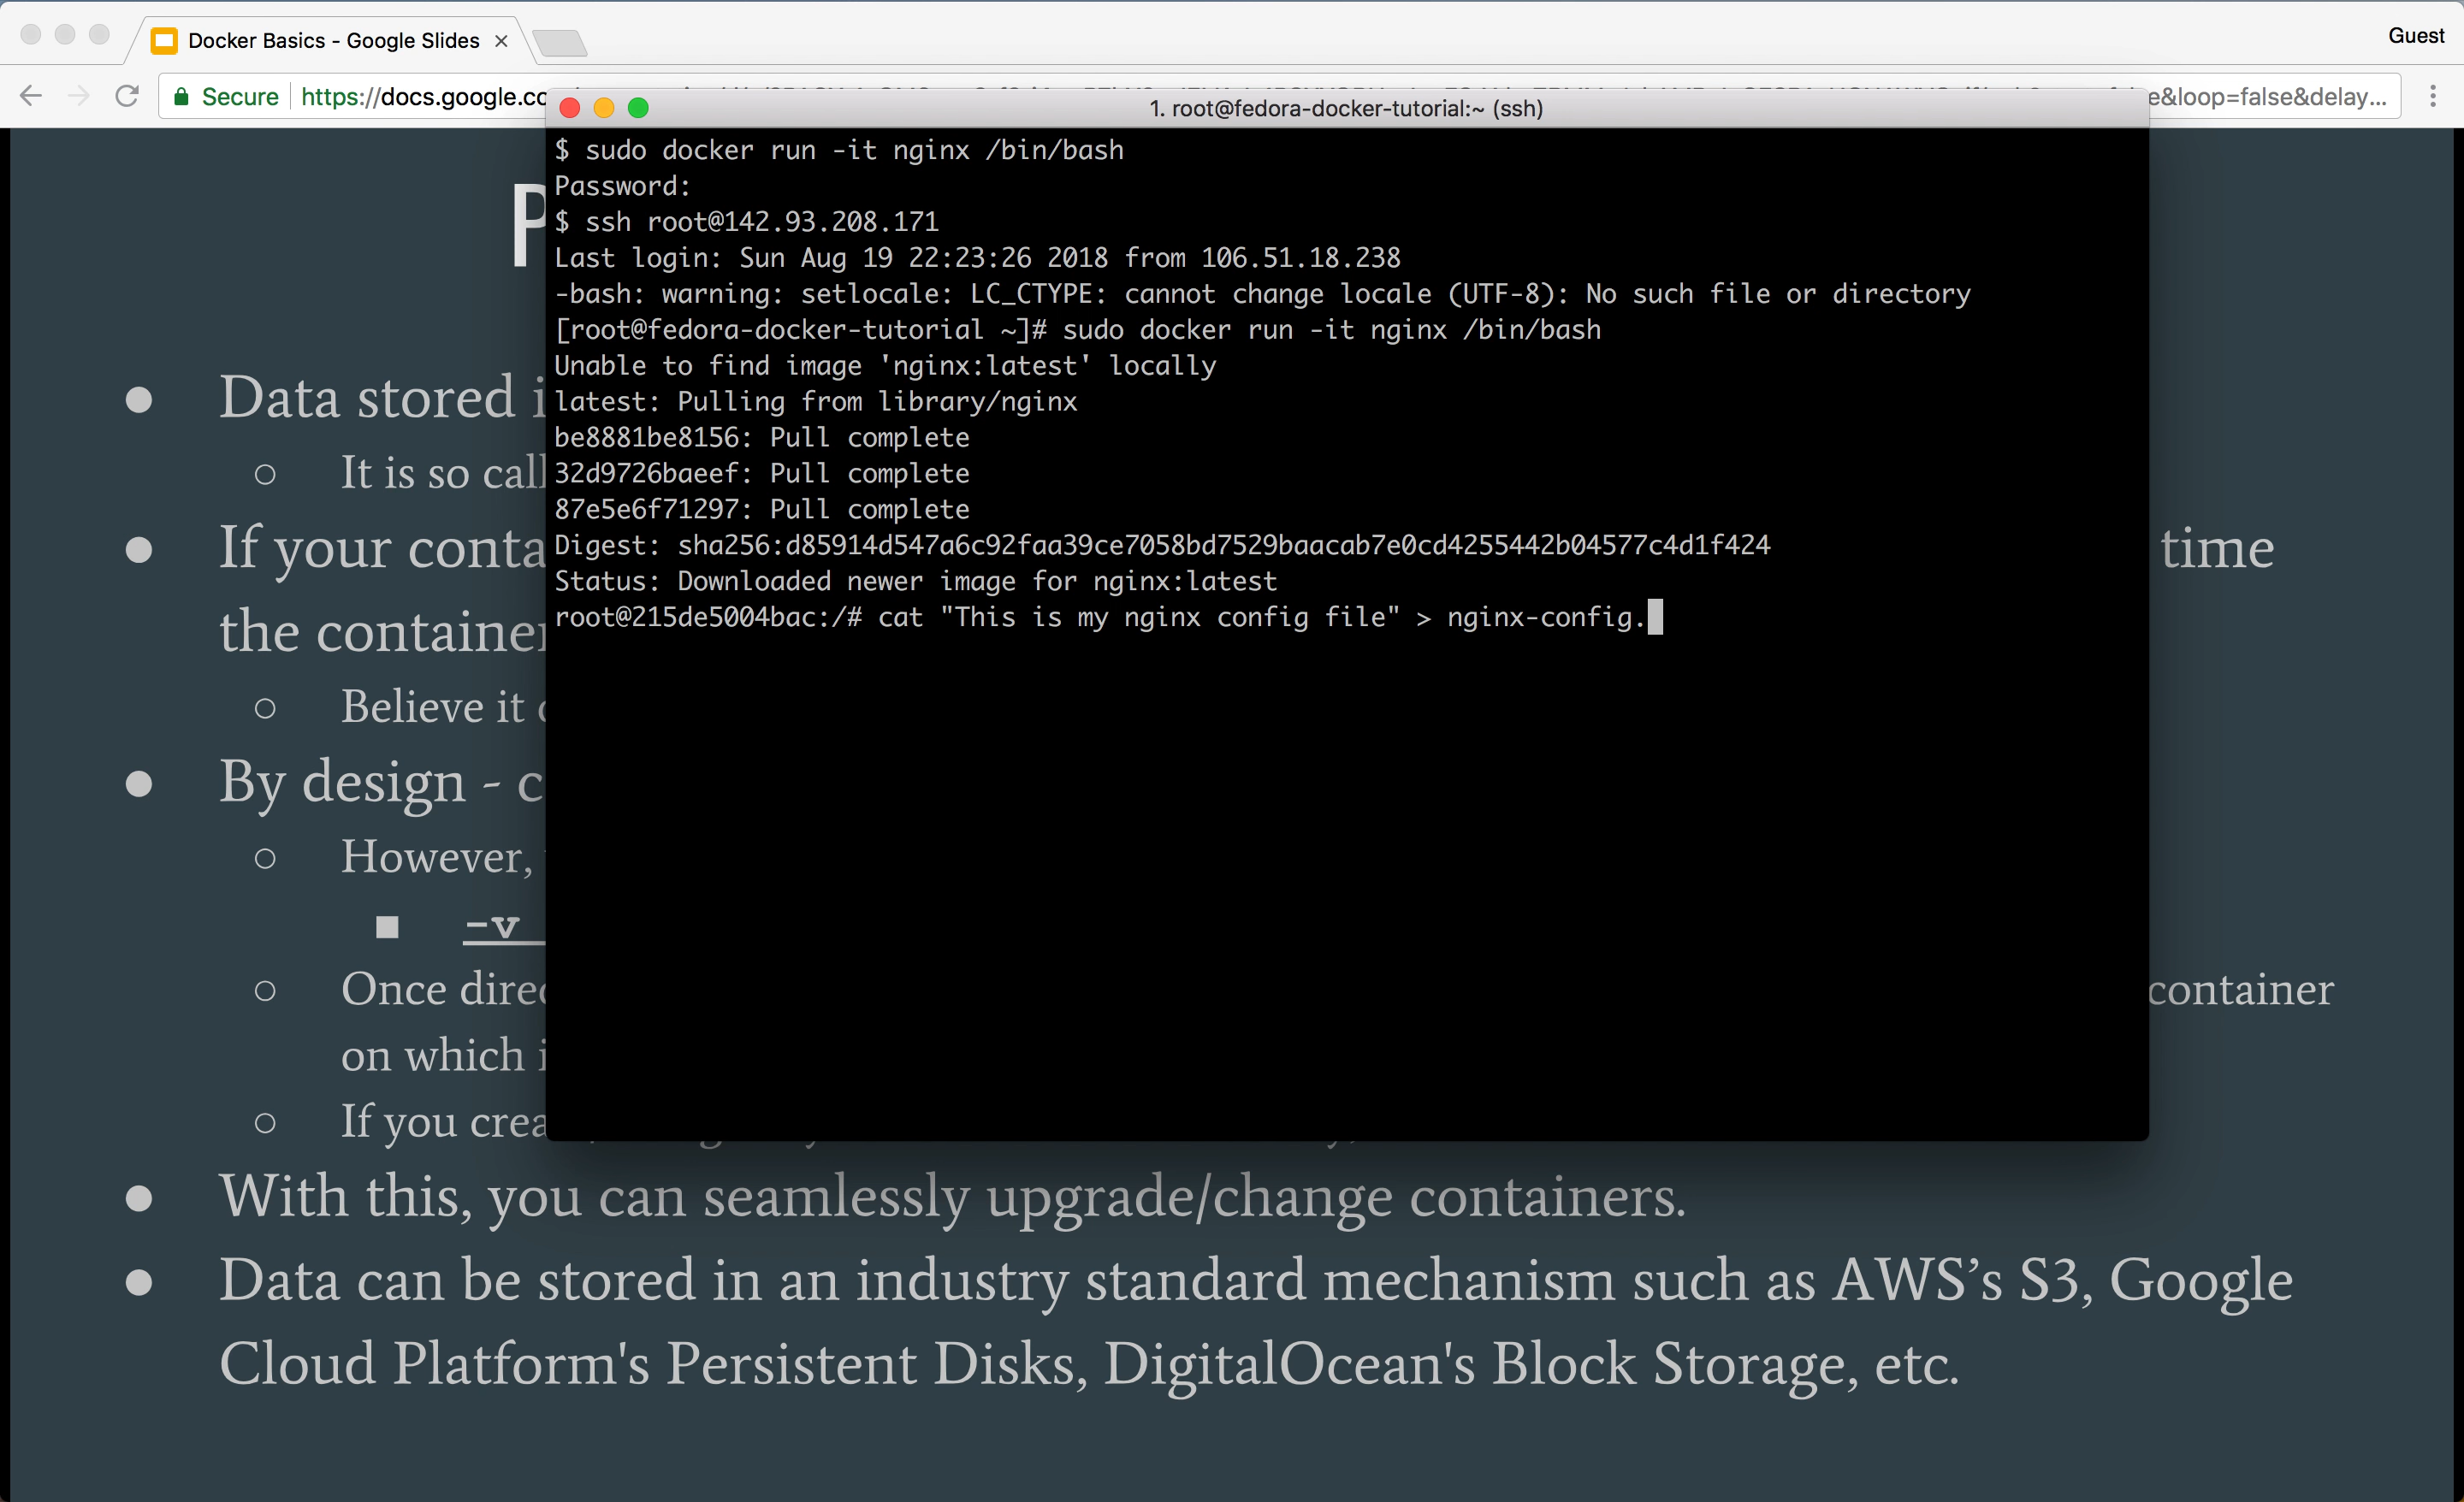 Docker Basics - Google Slides
Guest
Secure https://docs.google.co e&loop=false&delay...
1. root@fedora-docker-tutorial:~ (ssh)
$ sudo docker run -it nginx /bin/bash
Password:
$ ssh root@142.93.208.171
Last login: Sun Aug 19 22:23:26 2018 from 106.51.18.238
-bash: warning: setlocale: LC_CTYPE: cannot change locale (UTF-8): No such file or directory
[root@fedora-docker-tutorial ~]# sudo docker run -it nginx /bin/bash
Unable to find image 'nginx:latest' locally
latest: Pulling from library/nginx
be8881be8156: Pull complete
32d9726baeef: Pull complete
87e5e6f71297: Pull complete
Digest: sha256:d85914d547a6c92faa39ce7058bd7529baacab7e0cd4255442b04577c4d1f424
Status: Downloaded newer image for nginx:latest
root@215de5004bac:/# cat "This is my nginx config file" > nginx-config.
P
Data stored i
It is so call
If your conta time
the container
Believe it
By design - c
However,
-v
Once direc container
on which i
If you crea
With this, you can seamlessly upgrade/change containers.
Data can be stored in an industry standard mechanism such as AWS’s S3, Google
Cloud Platform's Persistent Disks, DigitalOcean's Block Storage, etc.